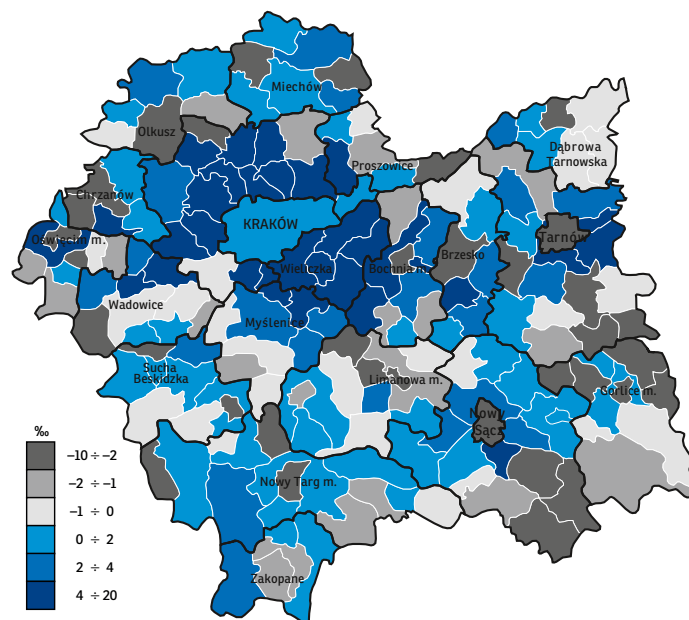 Miechów
Olkusz
Dąbrowa
Tarnowska
Proszowice
Chrzanów
KRAKÓW
Tarnów
Oświęcim m.
Brzesko
Wieliczka
Bochnia m.
Wadowice
Myślenice
Sucha
Beskidzka
Limanowa m.
Gorlice m.
Nowy
Sącz
Nowy Targ m.
Zakopane
‰
−10 ÷ −2
−2 ÷ −1
−1 ÷ 0
0 ÷ 2
2 ÷ 4
4 ÷ 20